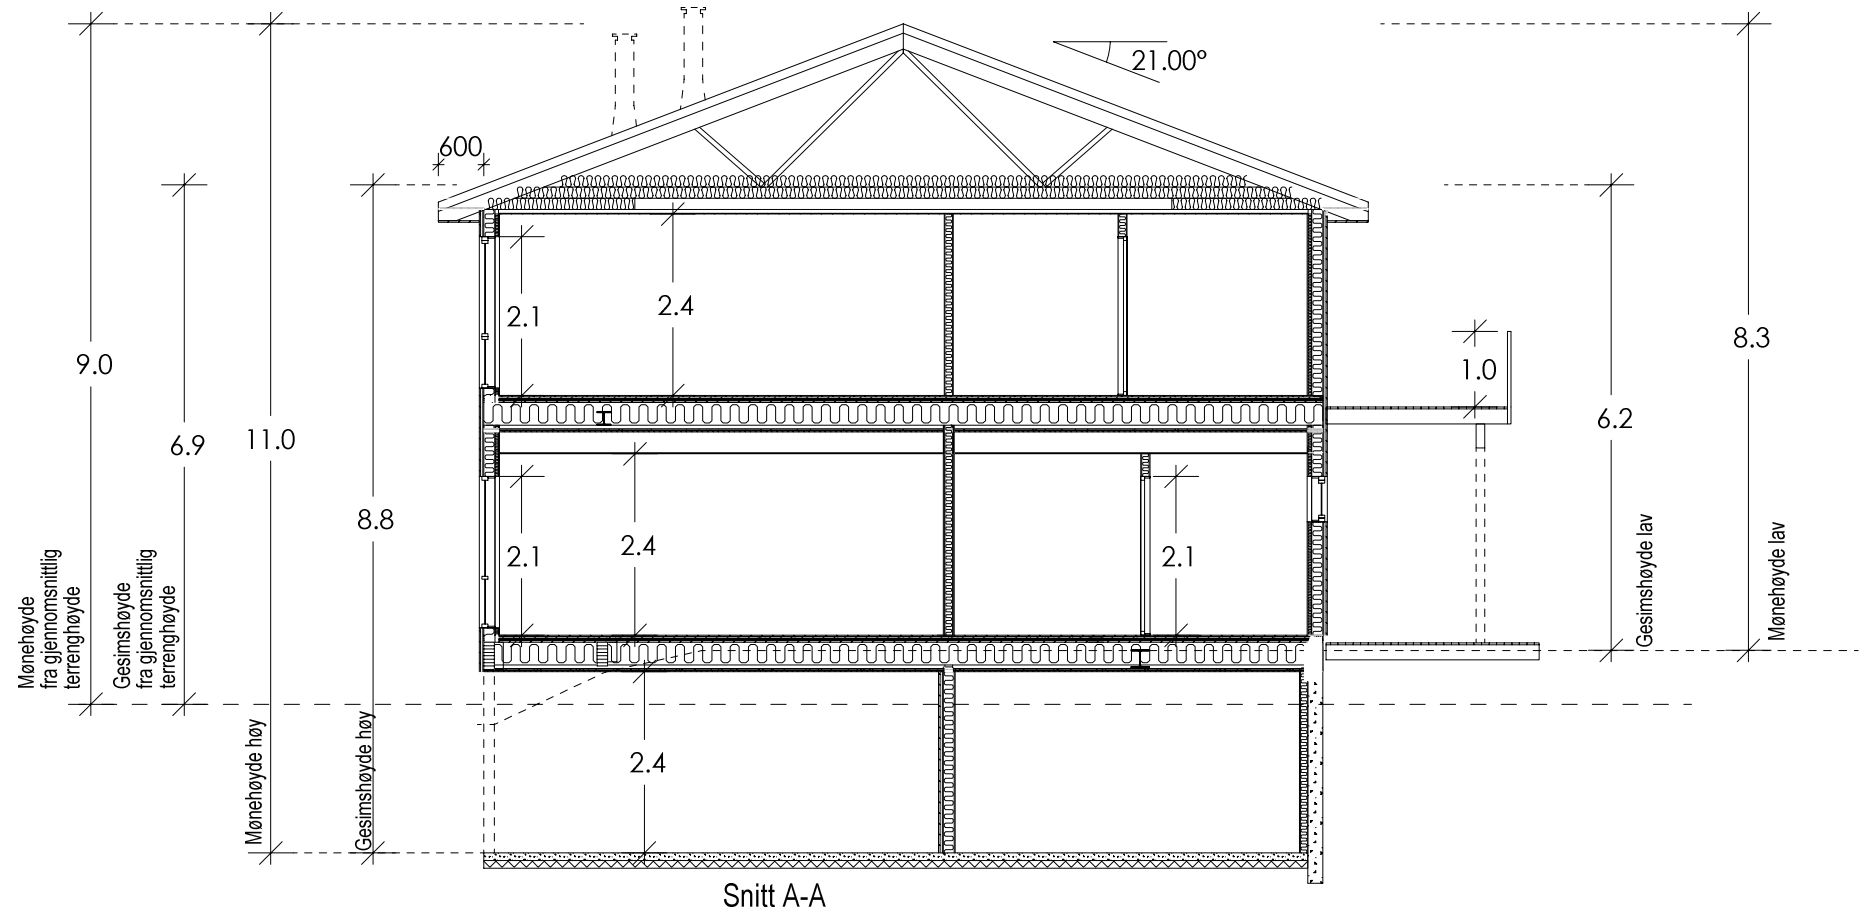 21.00°
600
2.1
2.4
9.0
8.3
1.0
6.9
11.0
6.2
8.8
2.1
2.4
2.1
Mønehøyde
fra gjennomsnittlig
terrenghøyde
Gesimshøyde
fra gjennomsnittlig
terrenghøyde
Gesimshøyde lav
Mønehøyde lav
Mønehøyde høy
Gesimshøyde høy
2.4
Snitt A-A